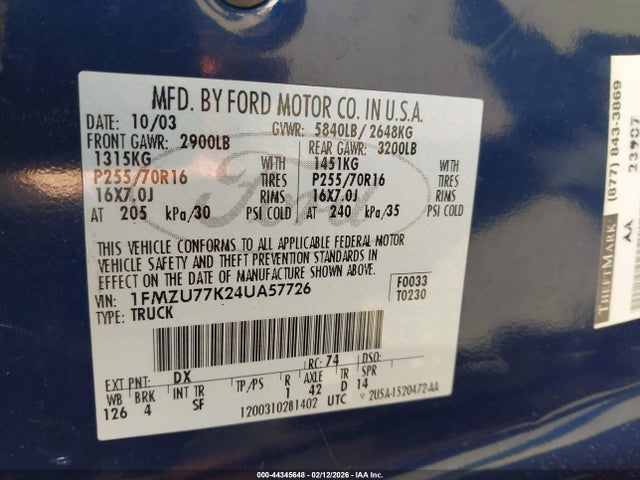 MFD. BY FORD MOTOR CO. IN U.S.A.
DATE: 10/03 GVWR: 5840LB/2648KG
FRONT GAWR: 2900LB REAR GAWR: 3200LB
1315KG WITH 1451KG WITH
P255/70R16 TIRES P255/70R16 TIRES
16X7.0J RIMS 16X7.0J RIMS
AT 205 kPa/30 PSI COLD AT 240 kPa/35 PSI COLD
THIS VEHICLE CONFORMS TO ALL APPLICABLE FEDERAL MOTOR
VEHICLE SAFETY AND THEFT PREVENTION STANDARDS IN
EFFECT ON THE DATE OF MANUFACTURE SHOWN ABOVE.
VIN: 1FMZU77K24UA57726 F0033
TYPE: TRUCK T0230
EXT PNT: DX RC: 74 DSO:
WB BRK INT TR TP/PS R AXLE TR SPR
126 4 SF 1 42 D 14
1200310281402 UTC 2U5A-1520472-AA
Ford
THEFTMARK (877) 843-3869
AA 23987
000-44345648 - 02/12/2026 - IAA Inc.